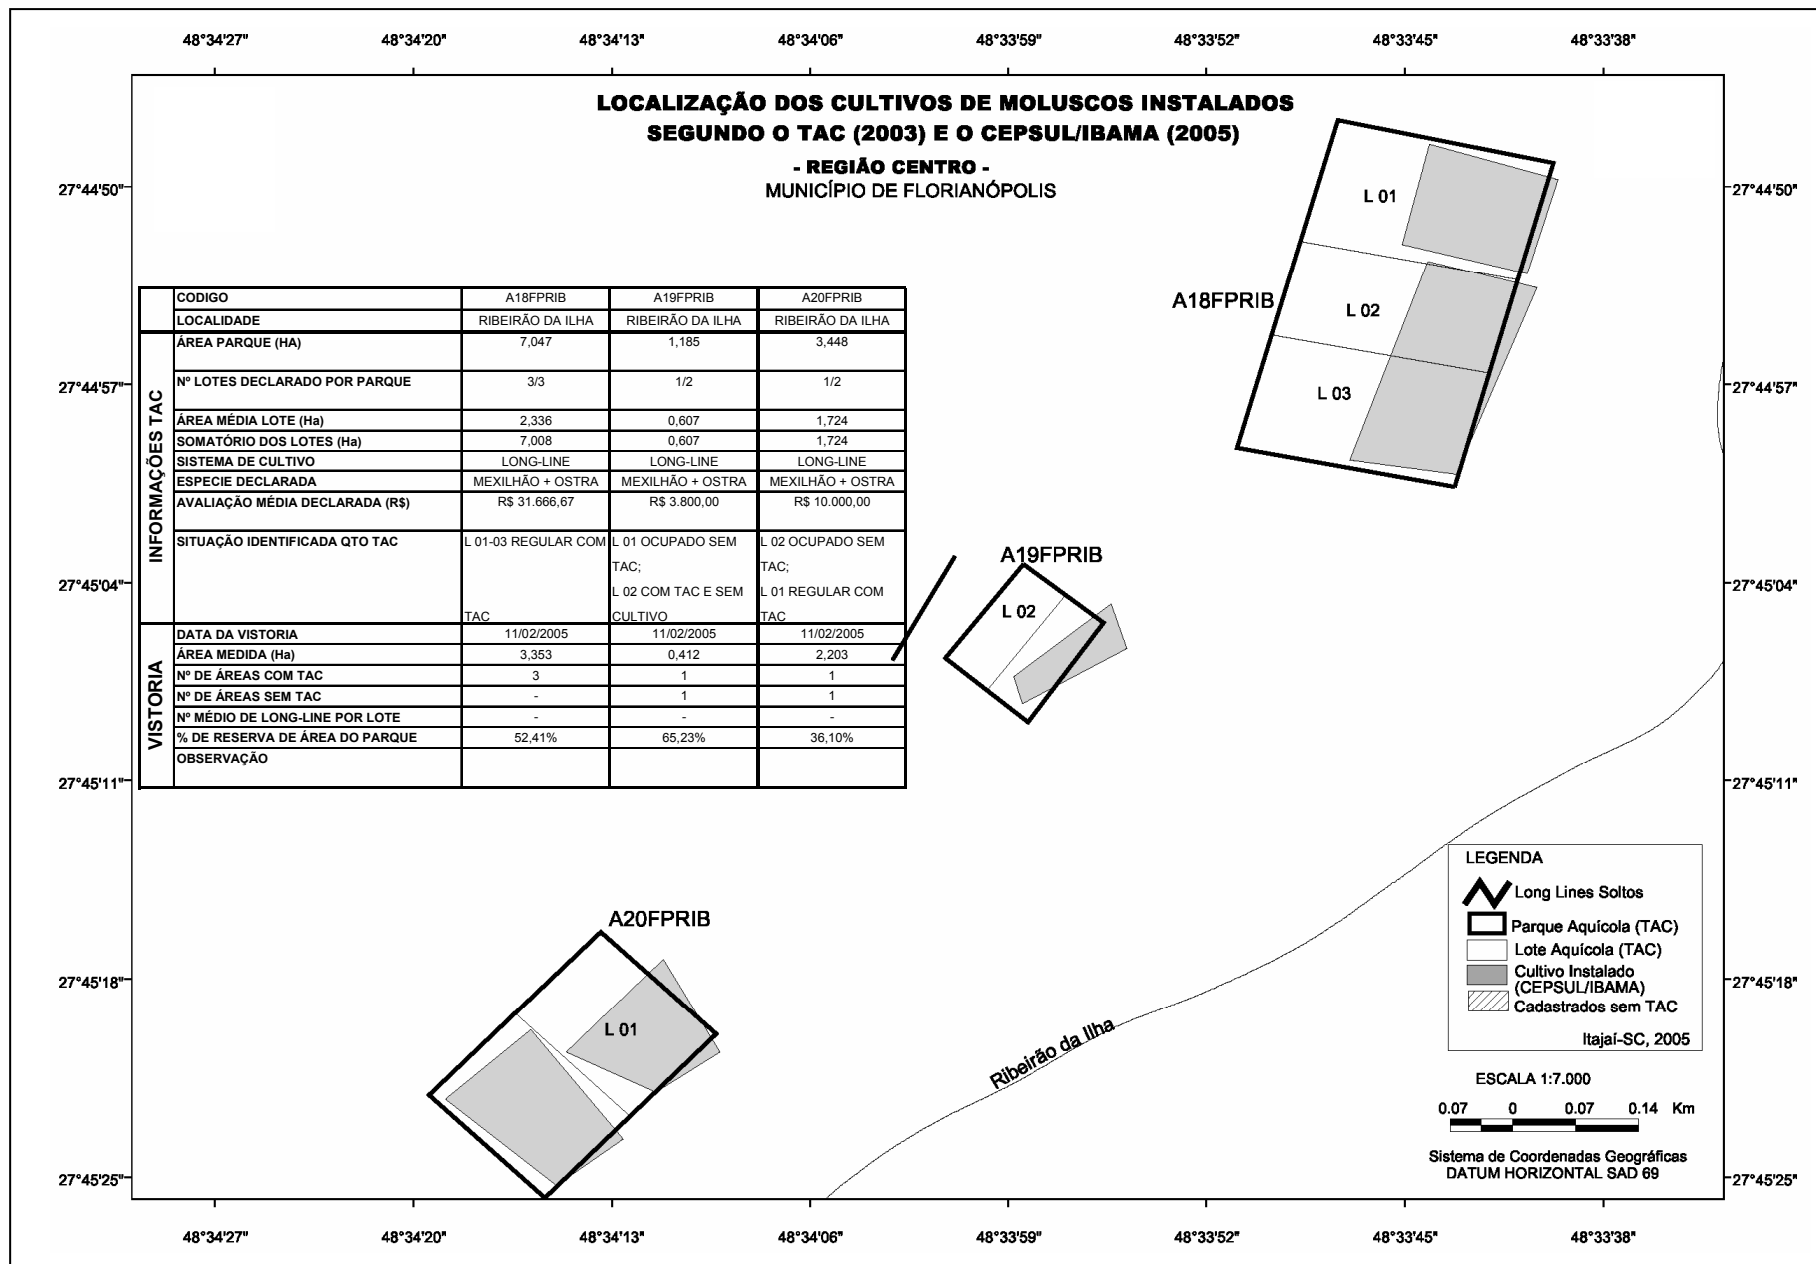 48°34'27" 48°34'20" 48°34'13" 48°34'06" 48°33'59" 48°33'52" 48°33'45" 48°33'38"
LOCALIZAÇÃO DOS CULTIVOS DE MOLUSCOS INSTALADOS
SEGUNDO O TAC (2003) E O CEPSUL/IBAMA (2005)
- REGIÃO CENTRO -
MUNICÍPIO DE FLORIANÓPOLIS
27°44'50" 27°44'50"
L 01
A18FPRIB
L 02
L 03
27°44'57" 27°44'57"
CODIGO A18FPRIB A19FPRIB A20FPRIB
LOCALIDADE RIBEIRÃO DA ILHA RIBEIRÃO DA ILHA RIBEIRÃO DA ILHA
INFORMAÇÕES TAC
ÁREA PARQUE (HA) 7,047 1,185 3,448
Nº LOTES DECLARADO POR PARQUE 3/3 1/2 1/2
ÁREA MÉDIA LOTE (Ha) 2,336 0,607 1,724
SOMATÓRIO DOS LOTES (Ha) 7,008 0,607 1,724
SISTEMA DE CULTIVO LONG-LINE LONG-LINE LONG-LINE
ESPECIE DECLARADA MEXILHÃO + OSTRA MEXILHÃO + OSTRA MEXILHÃO + OSTRA
AVALIAÇÃO MÉDIA DECLARADA (R$) R$ 31.666,67 R$ 3.800,00 R$ 10.000,00
SITUAÇÃO IDENTIFICADA QTO TAC L 01-03 REGULAR COM L 01 OCUPADO SEM L 02 OCUPADO SEM
TAC; TAC;
L 02 COM TAC E SEM L 01 REGULAR COM
TAC CULTIVO TAC
VISTORIA
DATA DA VISTORIA 11/02/2005 11/02/2005 11/02/2005
ÁREA MEDIDA (Ha) 3,353 0,412 2,203
Nº DE ÁREAS COM TAC 3 1 1
Nº DE ÁREAS SEM TAC - 1 1
Nº MÉDIO DE LONG-LINE POR LOTE - - -
% DE RESERVA DE ÁREA DO PARQUE 52,41% 65,23% 36,10%
OBSERVAÇÃO
A19FPRIB
27°45'04" 27°45'04"
L 02
27°45'11" 27°45'11"
A20FPRIB
L 01
27°45'18" 27°45'18"
Ribeirão da Ilha
LEGENDA
Long Lines Soltos
Parque Aquícola (TAC)
Lote Aquícola (TAC)
Cultivo Instalado
(CEPSUL/IBAMA)
Cadastrados sem TAC
Itajaí-SC, 2005
ESCALA 1:7.000
0.07 0 0.07 0.14 Km
Sistema de Coordenadas Geográficas
DATUM HORIZONTAL SAD 69
27°45'25" 27°45'25"
48°34'27" 48°34'20" 48°34'13" 48°34'06" 48°33'59" 48°33'52" 48°33'45" 48°33'38"